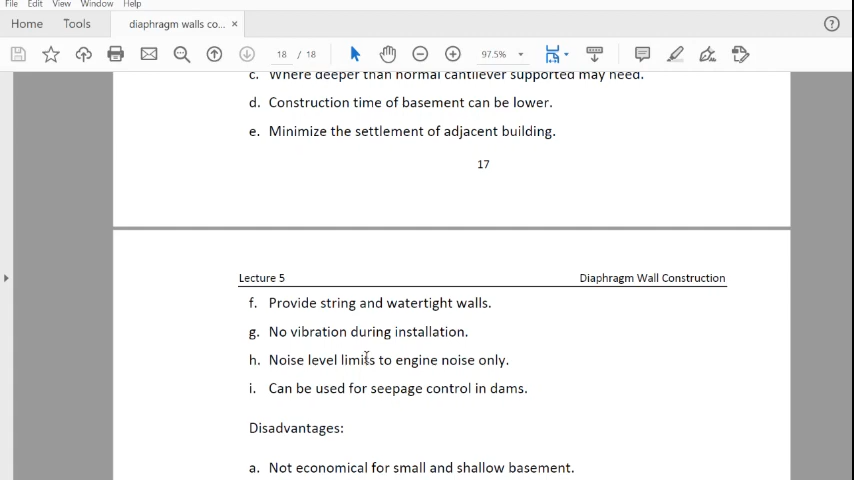 File Edit View Window Help
Home Tools diaphragm walls co... ×
18 / 18 97.5%
c. Where deeper than normal cantilever supported may need.
d. Construction time of basement can be lower.
e. Minimize the settlement of adjacent building.
17
Lecture 5 Diaphragm Wall Construction
f. Provide string and watertight walls.
g. No vibration during installation.
h. Noise level limits to engine noise only.
i. Can be used for seepage control in dams.
Disadvantages:
a. Not economical for small and shallow basement.